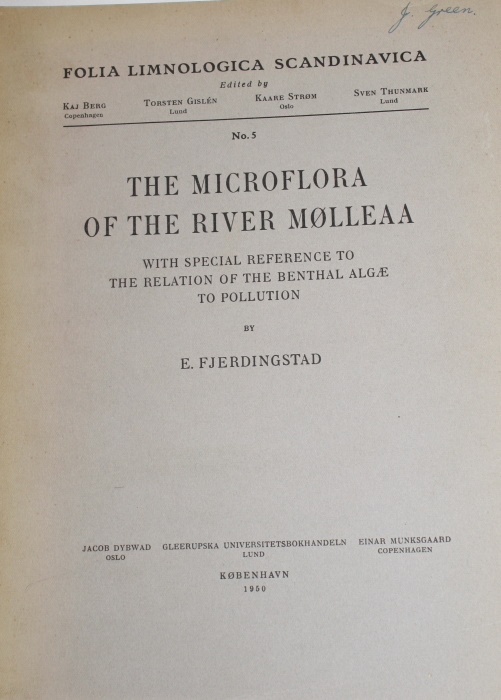 J. Green.
FOLIA LIMNOLOGICA SCANDINAVICA
Edited by
KAJ BERG TORSTEN GISLÉN KAARE STRØM SVEN THUNMARK
Copenhagen Lund Oslo Lund
No. 5
THE MICROFLORA
OF THE RIVER MØLLEAA
WITH SPECIAL REFERENCE TO
THE RELATION OF THE BENTHAL ALGÆ
TO POLLUTION
BY
E. FJERDINGSTAD
JACOB DYBWAD GLEERUPSKA UNIVERSITETSBOKHANDELN EINAR MUNKSGAARD
OSLO LUND COPENHAGEN
KØBENHAVN
1950